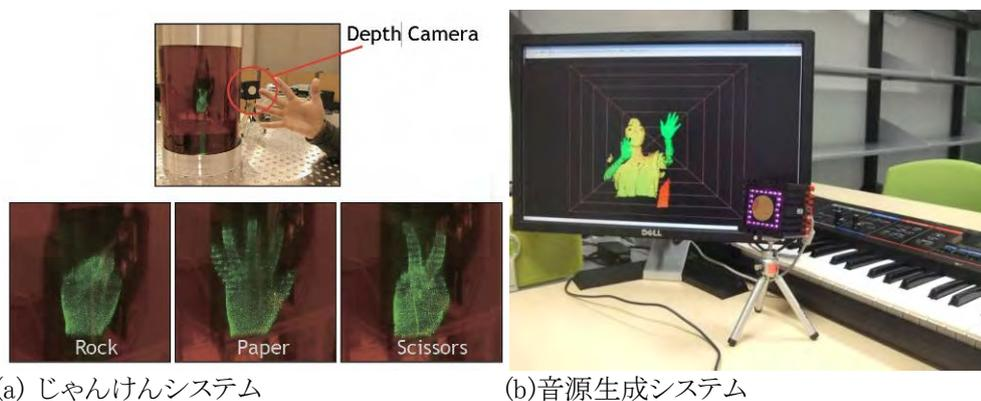 Depth Camera
Rock
Paper
Scissors
(a) じゃんけんシステム
DELL
(b)音源生成システム